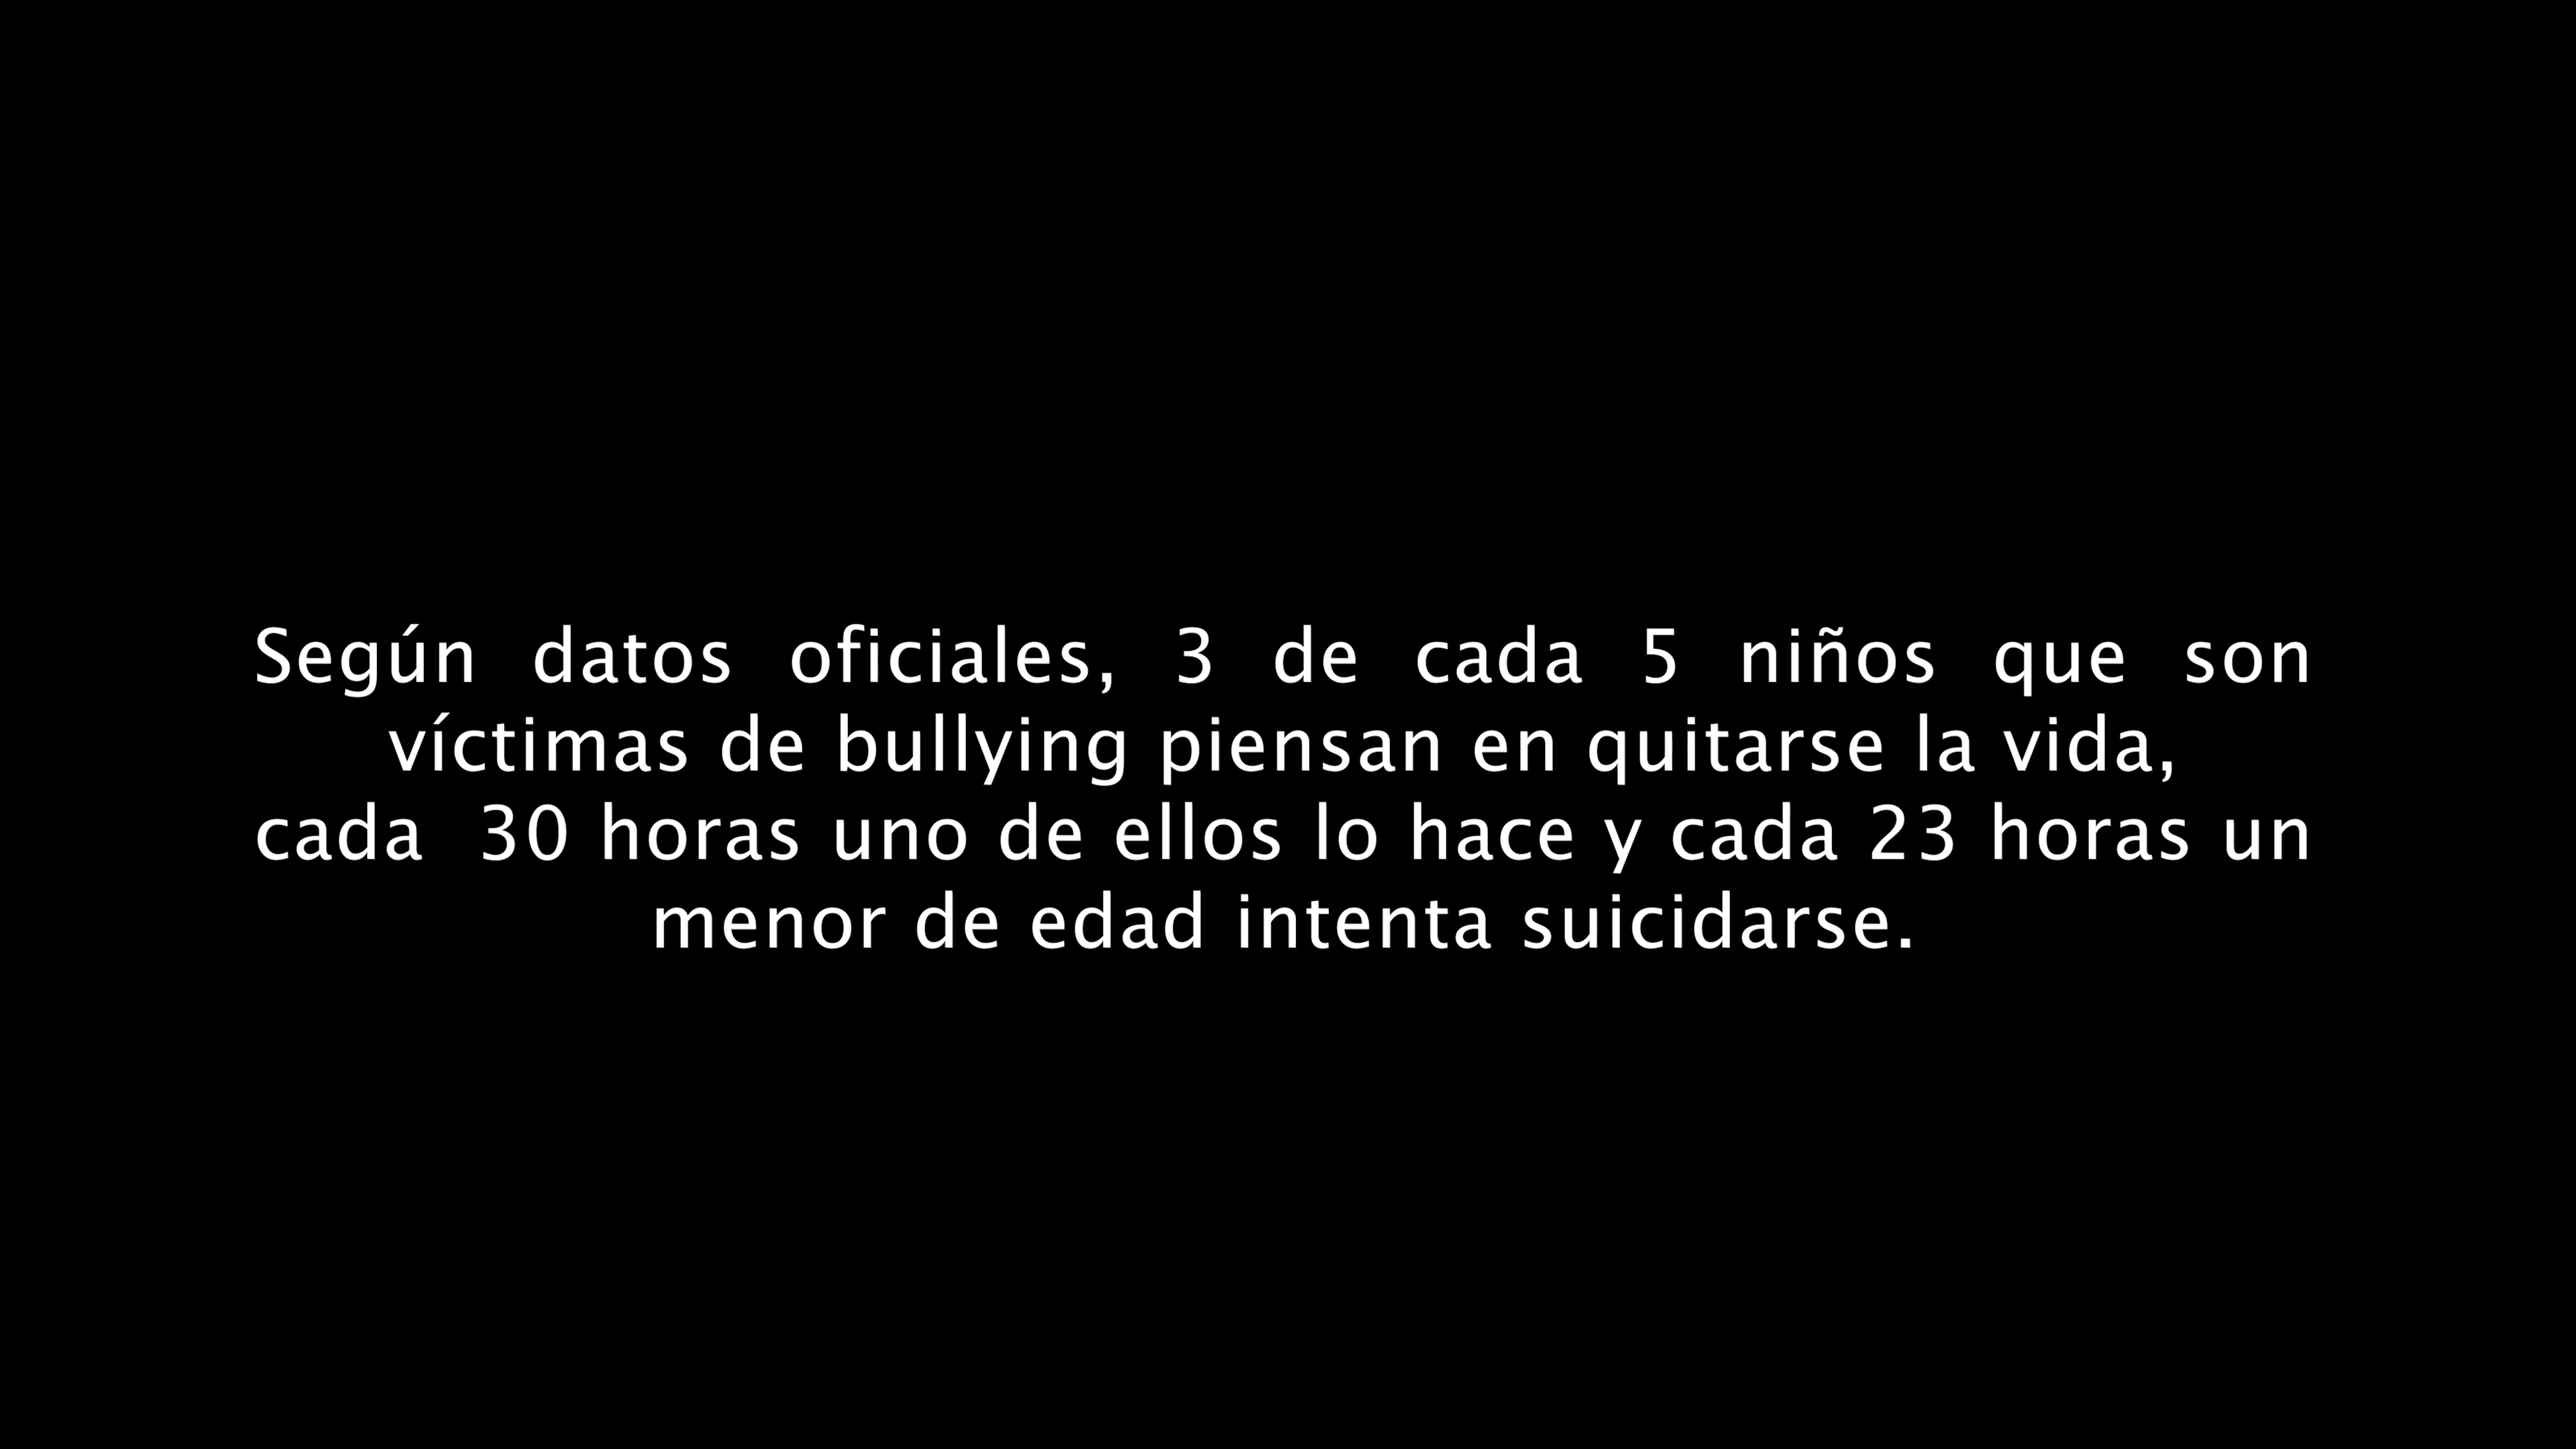 Según datos oficiales, 3 de cada 5 niños que son
víctimas de bullying piensan en quitarse la vida,
cada 30 horas uno de ellos lo hace y cada 23 horas un
menor de edad intenta suicidarse.